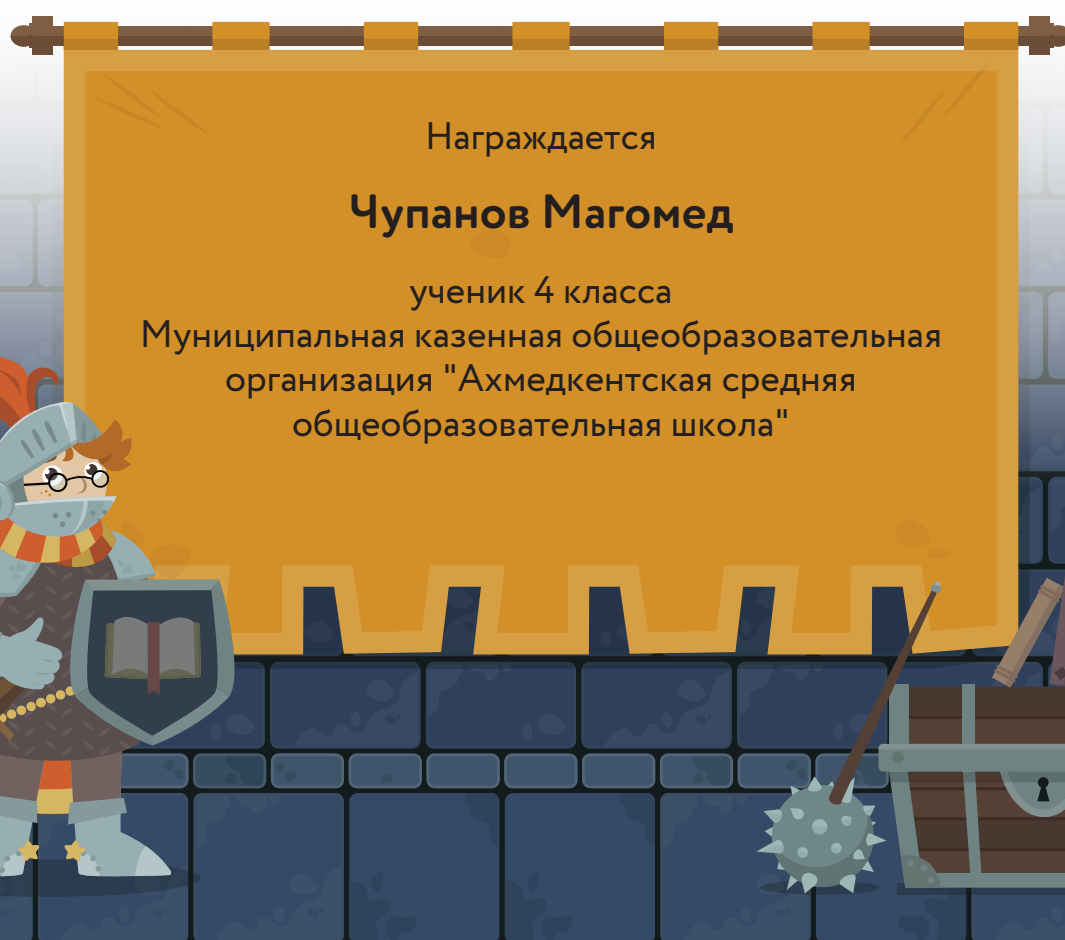 Награждается
Чупанов Магомед
ученик 4 класса
Муниципальная казенная общеобразовательная
организация "Ахмедкентская средняя
общеобразовательная школа"